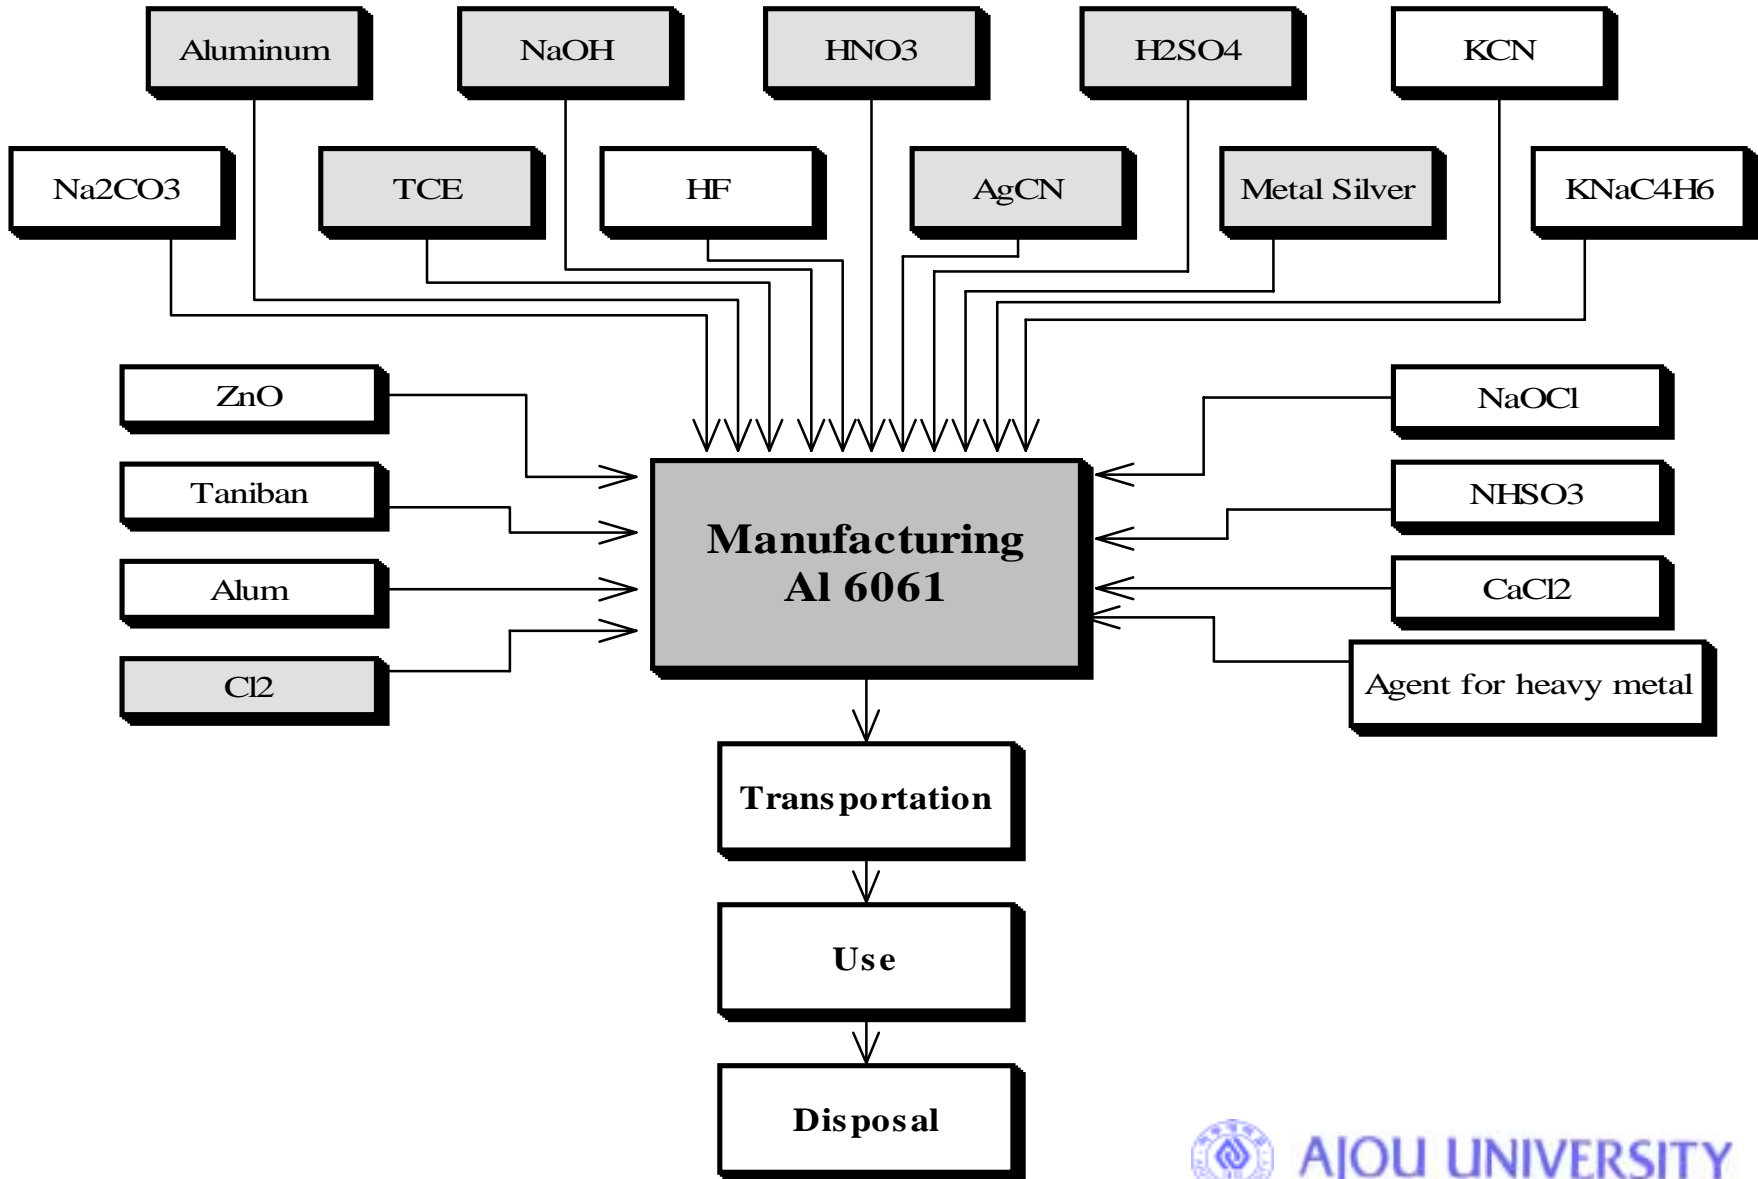 Aluminum
NaOH
HNO3
H2SO4
KCN
Na2CO3
TCE
HF
AgCN
Metal Silver
KNaC4H6
ZnO
NaOCl
Taniban
NHSO3
Manufacturing
Al 6061
Alum
CaCl2
Cl2
Agent for heavy metal
Transportation
Use
Disposal
AJOU UNIVERSITY